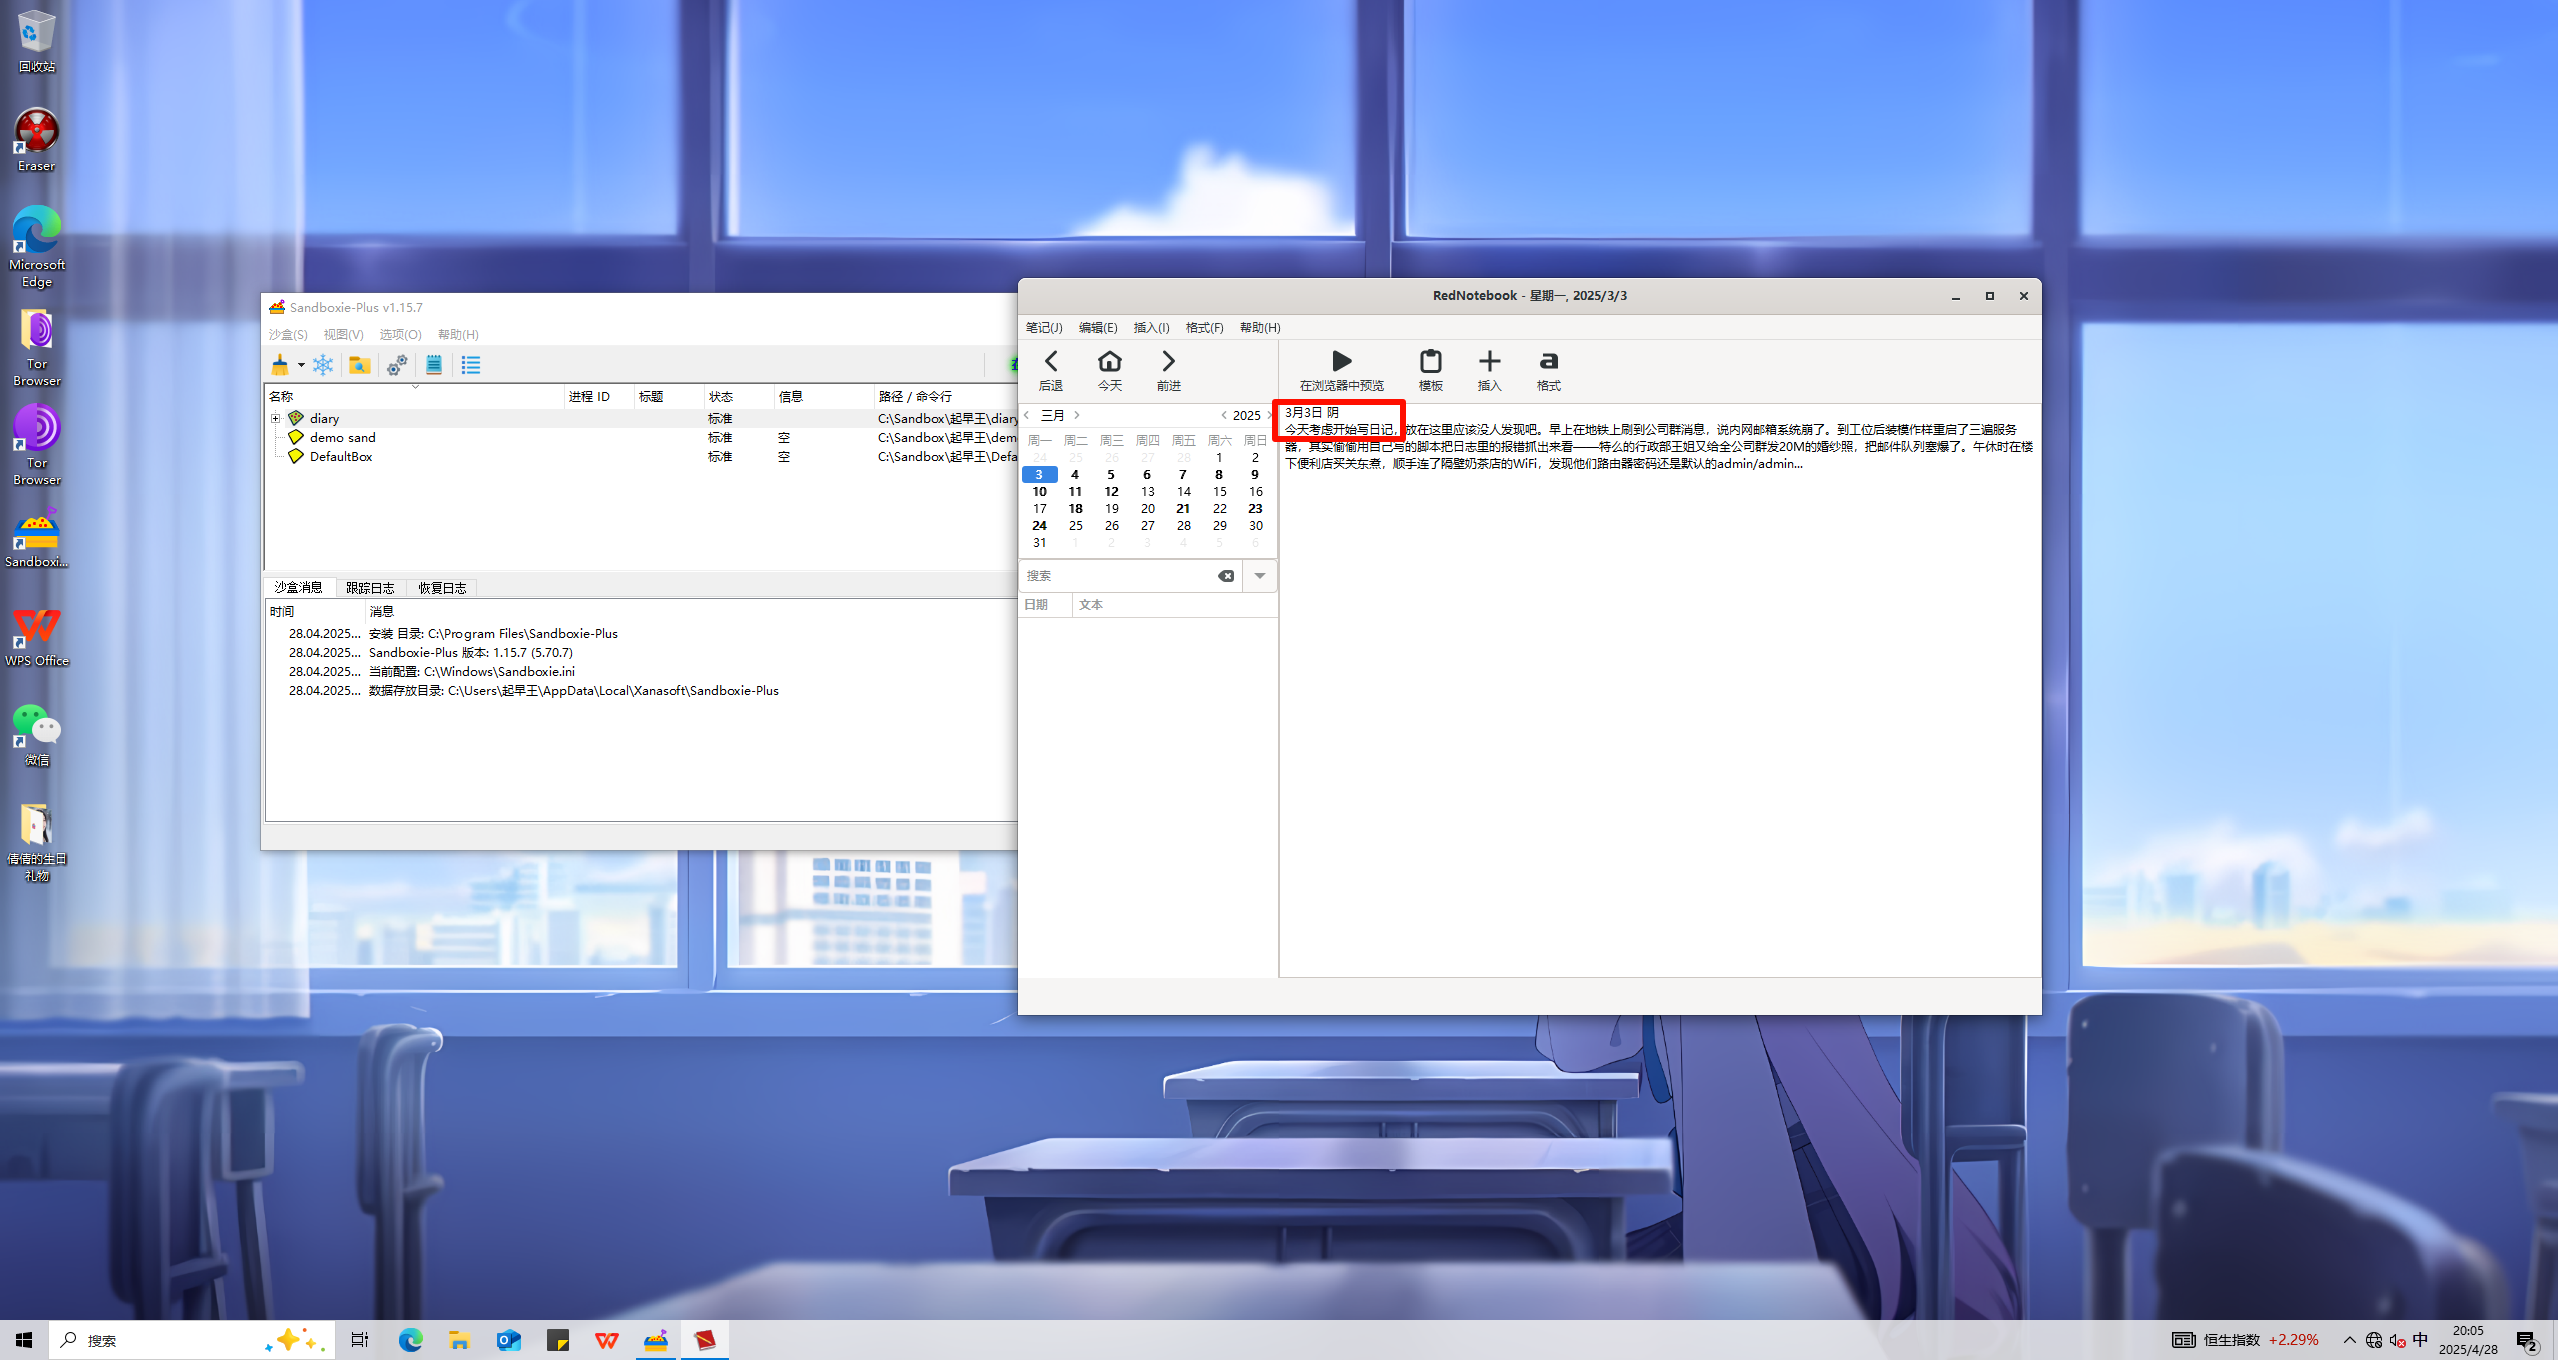 回收站
Eraser
Microsoft
Edge
Tor
Browser
Tor
Browser
Sandboxi...
WPS Office
微信
倩倩的生日
礼物
Sandboxie-Plus v1.15.7
沙盒(S) 视图(V) 选项(O) 帮助(H)
名称 进程 ID 标题 状态 信息 路径 / 命令行
diary 标准 C:\Sandbox\起早王\diary
demo sand 标准 空 C:\Sandbox\起早王\dem
DefaultBox 标准 空 C:\Sandbox\起早王\Defa
沙盒消息 跟踪日志 恢复日志
时间 消息
28.04.2025... 安装 目录: C:\Program Files\Sandboxie-Plus
28.04.2025... Sandboxie-Plus 版本: 1.15.7 (5.70.7)
28.04.2025... 当前配置: C:\Windows\Sandboxie.ini
28.04.2025... 数据存放目录: C:\Users\起早王\AppData\Local\Xanasoft\Sandboxie-Plus
RedNotebook - 星期一, 2025/3/3
笔记(J) 编辑(E) 插入(I) 格式(F) 帮助(H)
后退 今天 前进 在浏览器中预览 模板 插入 格式
三月 2025
周一 周二 周三 周四 周五 周六 周日
24 25 26 27 28 1 2
3 4 5 6 7 8 9
10 11 12 13 14 15 16
17 18 19 20 21 22 23
24 25 26 27 28 29 30
31 1 2 3 4 5 6
搜索
日期 文本
3月3日 阴
今天考虑开始写日记，放在这里应该没人发现吧。早上在地铁上刷到公司群消息，说内网邮箱系统崩了。到工位后装模作样重启了三遍服务
器，其实偷偷用自己写的脚本把日志里的报错抓出来看——特么的行政部王姐又给全公司群发20M的婚纱照，把邮件队列塞爆了。午休时在楼
下便利店买关东煮，顺手连了隔壁奶茶店的WiFi，发现他们路由器密码还是默认的admin/admin...
搜索
恒生指数 +2.29%
中
20:05
2025/4/28
2